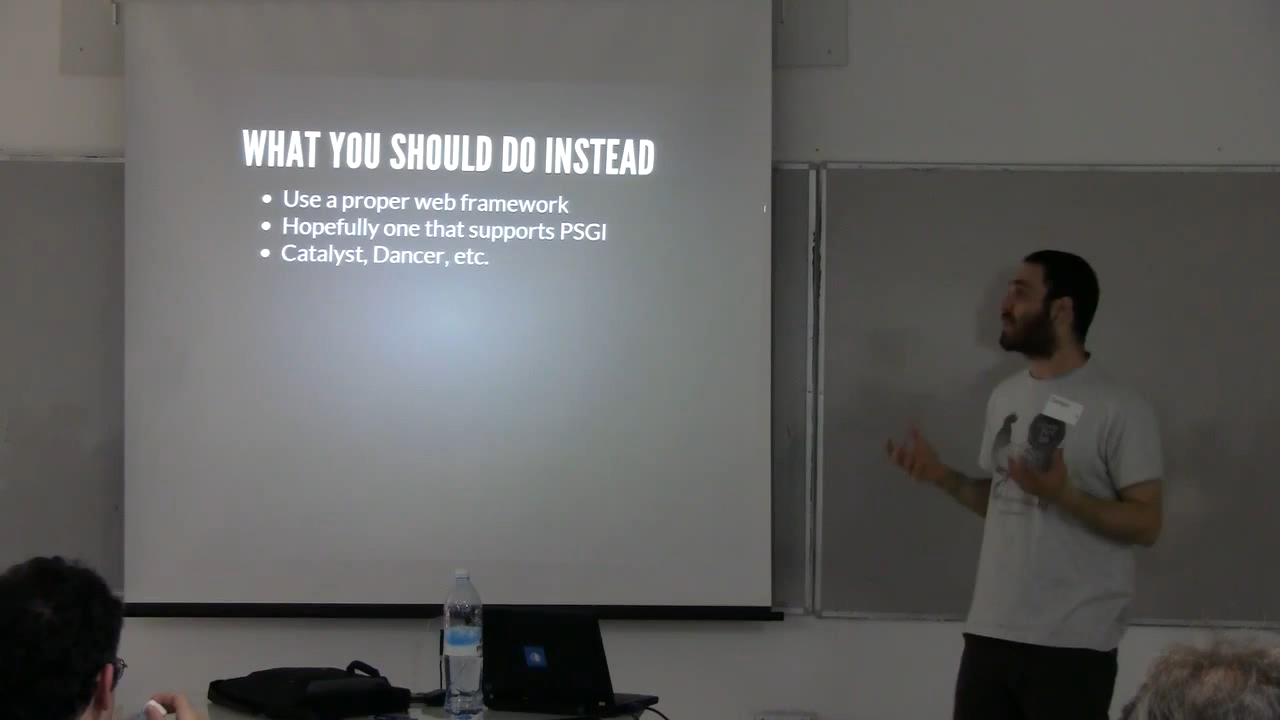 WHAT YOU SHOULD DO INSTEAD
Use a proper web framework
Hopefully one that supports PSGI
Catalyst, Dancer, etc.